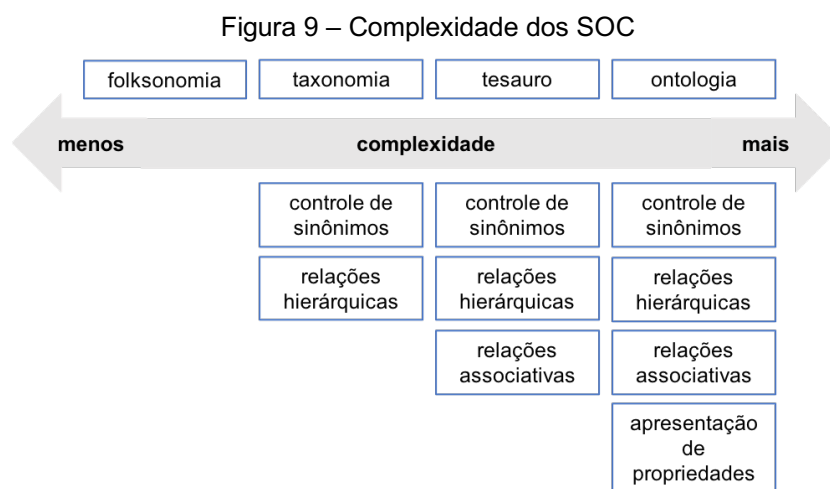 Figura 9 – Complexidade dos SOC
folksonomia
taxonomia
tesauro
ontologia
menos
complexidade
mais
controle de
sinônimos
controle de
sinônimos
controle de
sinônimos
relações
hierárquicas
relações
hierárquicas
relações
hierárquicas
relações
associativas
relações
associativas
apresentação
de
propriedades